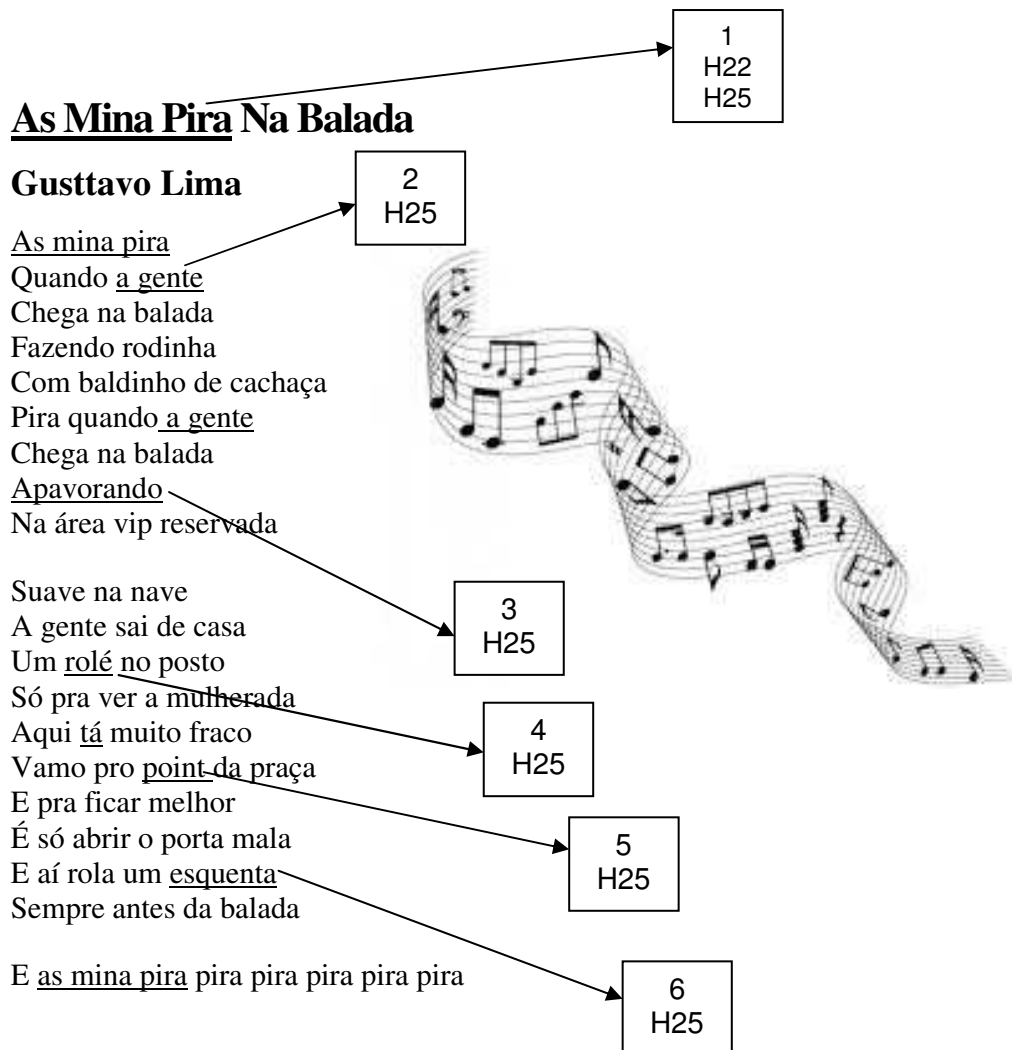 1
H22
H25
As Mina Pira Na Balada
Gusttavo Lima
2
H25
As mina pira
Quando a gente
Chega na balada
Fazendo rodinha
Com baldinho de cachaça
Pira quando a gente
Chega na balada
Apavorando
Na área vip reservada
Suave na nave
3
H25
A gente sai de casa
Um rolé no posto
Só pra ver a mulherada
4
H25
Aqui tá muito fraco
Vamo pro point da praça
E pra ficar melhor
É só abrir o porta mala
5
H25
E aí rola um esquenta
Sempre antes da balada
E as mina pira pira pira pira pira pira
6
H25